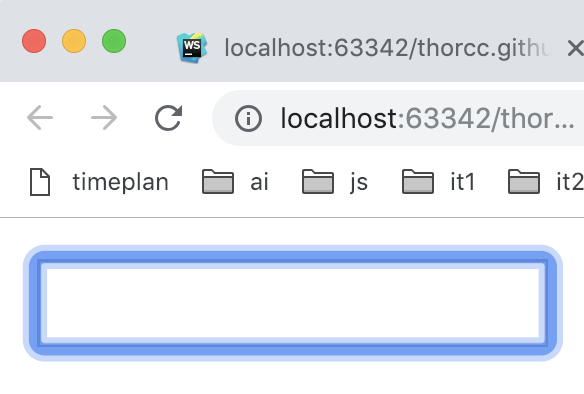 WS localhost:63342/thorcc.githu
localhost:63342/thor...
timeplan ai js it1 it2